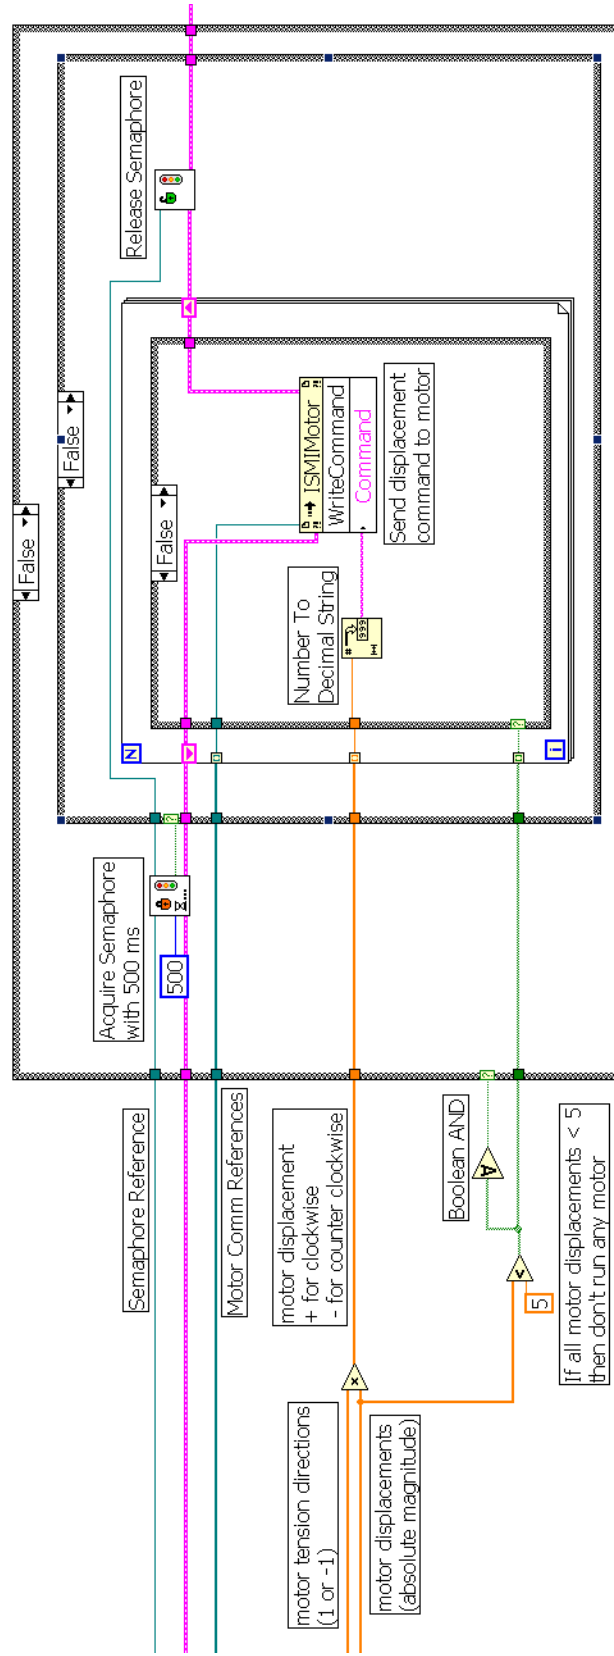 False
False
False
Release Semaphore
N
ISMIMotor
WriteCommand
Command
Send displacement
command to motor
Number To
Decimal String
#
999
i
Acquire Semaphore
with 500 ms
500
?
?
?
Semaphore Reference
Motor Comm References
motor displacement
+ for clockwise
- for counter clockwise
Boolean AND
If all motor displacements < 5
then don't run any motor
5
motor tension directions
(1 or -1)
motor displacements
(absolute magnitude)